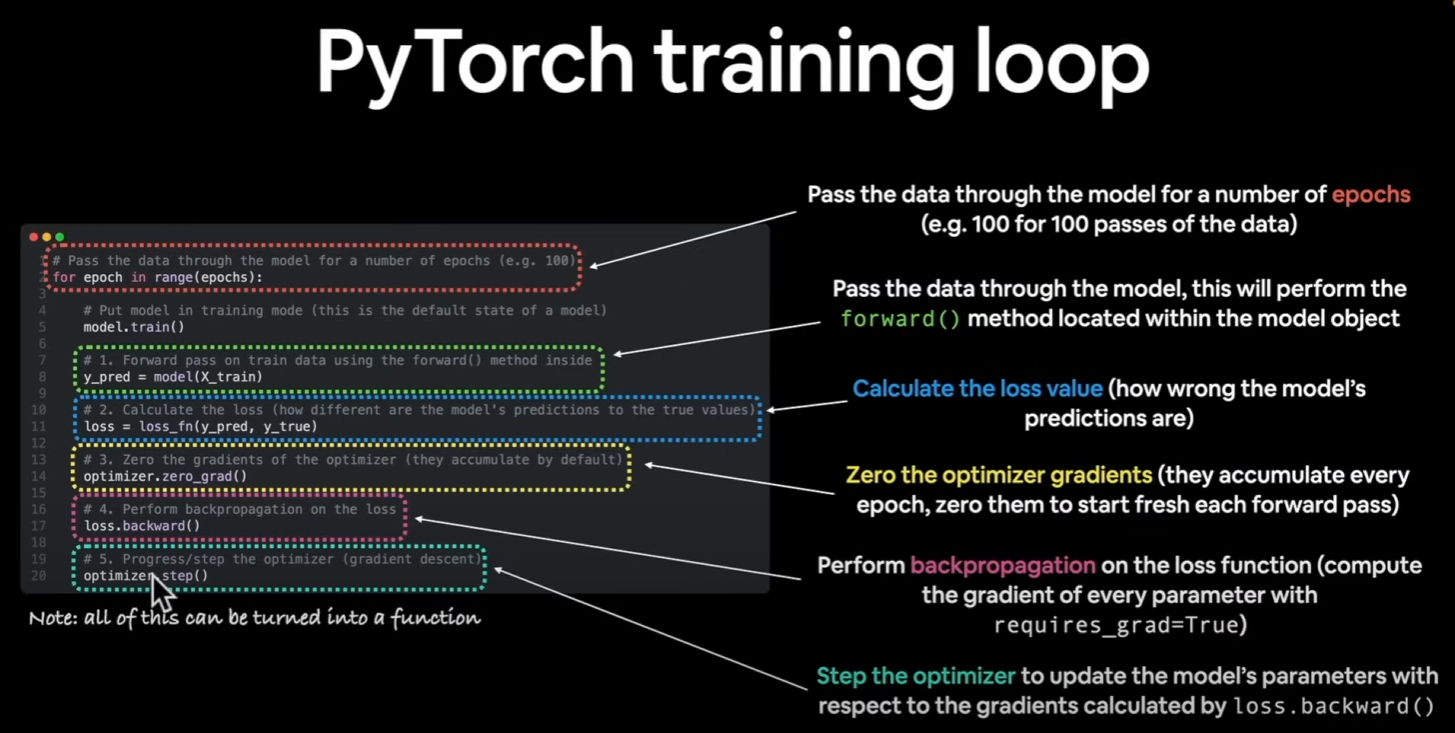 PyTorch training loop
1 # Pass the data through the model for a number of epochs (e.g. 100)
2 for epoch in range(epochs):
3
4 # Put model in training mode (this is the default state of a model)
5 model.train()
6
7 # 1. Forward pass on train data using the forward() method inside
8 y_pred = model(X_train)
9
10 # 2. Calculate the loss (how different are the model's predictions to the true values)
11 loss = loss_fn(y_pred, y_true)
12
13 # 3. Zero the gradients of the optimizer (they accumulate by default)
14 optimizer.zero_grad()
15
16 # 4. Perform backpropagation on the loss
17 loss.backward()
18
19 # 5. Progress/step the optimizer (gradient descent)
20 optimizer.step()
Note: all of this can be turned into a function
Pass the data through the model for a number of epochs
(e.g. 100 for 100 passes of the data)
Pass the data through the model, this will perform the
forward() method located within the model object
Calculate the loss value (how wrong the model's
predictions are)
Zero the optimizer gradients (they accumulate every
epoch, zero them to start fresh each forward pass)
Perform backpropagation on the loss function (compute
the gradient of every parameter with
requires_grad=True)
Step the optimizer to update the model's parameters with
respect to the gradients calculated by loss.backward()